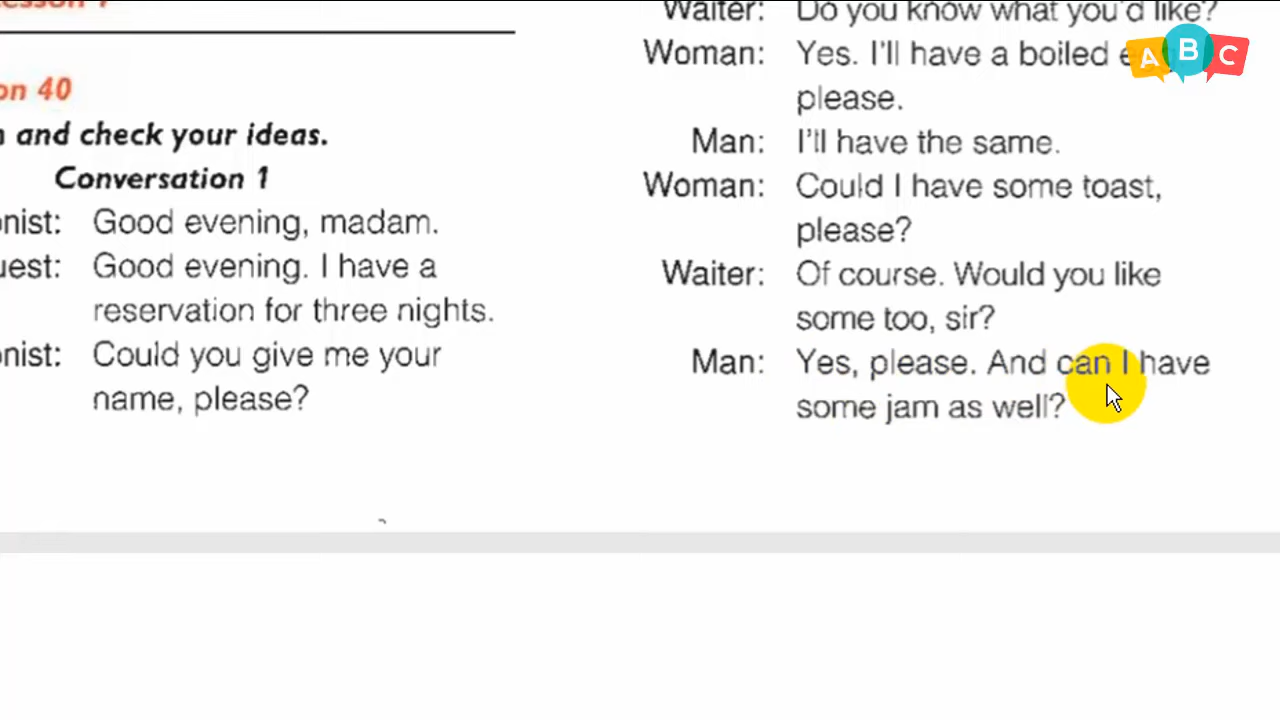 on 40
and check your ideas.
Conversation 1
onist: Good evening, madam.
uest: Good evening. I have a
reservation for three nights.
onist: Could you give me your
name, please?
Waiter: Do you know what you'd like?
Woman: Yes. I'll have a boiled
please.
Man: I'll have the same.
Woman: Could I have some toast,
please?
Waiter: Of course. Would you like
some too, sir?
Man: Yes, please. And can I have
some jam as well?
A B C